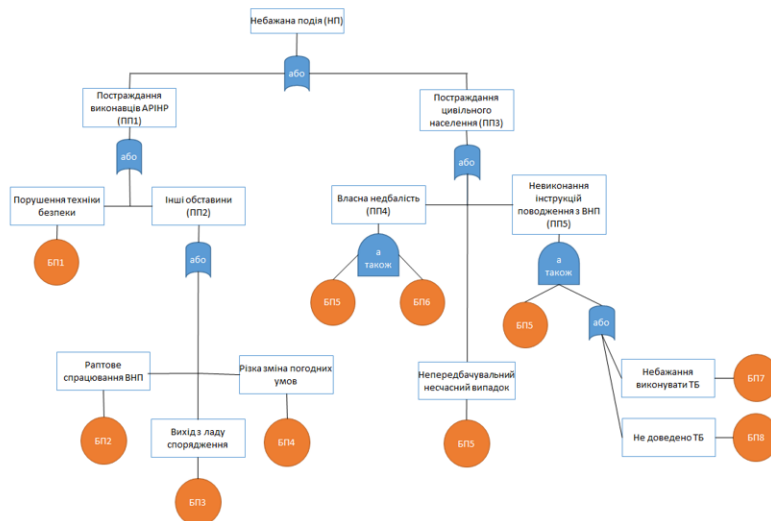 Небажана подія (НП)
або
Постраждання
виконавців АРІНР
(ПП1)
Постраждання
цивільного
населення (ПП3)
або
або
Порушення техніки
безпеки
Інші обставини
(ПП2)
Власна недбалість
(ПП4)
Невиконання
інструкцій
поводження з ВНП
(ПП5)
БП1
або
а
також
а
також
БП5
БП6
БП5
або
Раптове
спрацювання ВНП
Різка зміна погодних
умов
Непередбачувальний
несчасний випадок
Небажання
виконувати ТБ
БП7
БП2
Вихід з ладу
спорядження
БП4
БП5
Не доведено ТБ
БП8
БП3